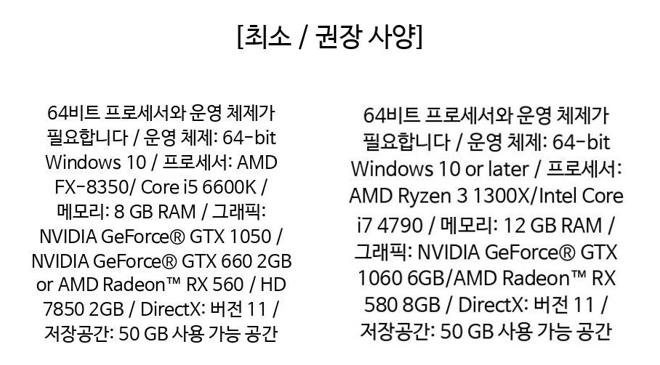 [최소 / 권장 사양]
64비트 프로세서와 운영 체제가
필요합니다 / 운영 체제: 64-bit
Windows 10 / 프로세서: AMD
FX-8350/ Core i5 6600K /
메모리: 8 GB RAM / 그래픽:
NVIDIA GeForce® GTX 1050 /
NVIDIA GeForce® GTX 660 2GB
or AMD Radeon™ RX 560 / HD
7850 2GB / DirectX: 버전 11 /
저장공간: 50 GB 사용 가능 공간
64비트 프로세서와 운영 체제가
필요합니다 / 운영 체제: 64-bit
Windows 10 or later / 프로세서:
AMD Ryzen 3 1300X/Intel Core
i7 4790 / 메모리: 12 GB RAM /
그래픽: NVIDIA GeForce® GTX
1060 6GB/AMD Radeon™ RX
580 8GB / DirectX: 버전 11 /
저장공간: 50 GB 사용 가능 공간